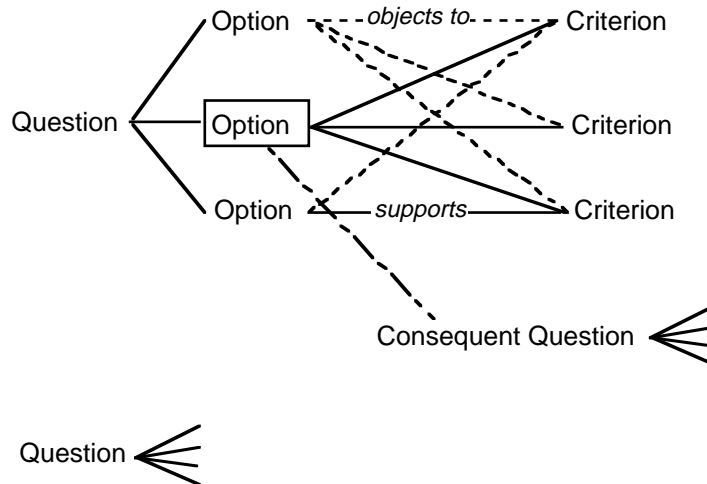 Option objects to Criterion
Question Option Criterion
Option supports Criterion
Consequent Question
Question